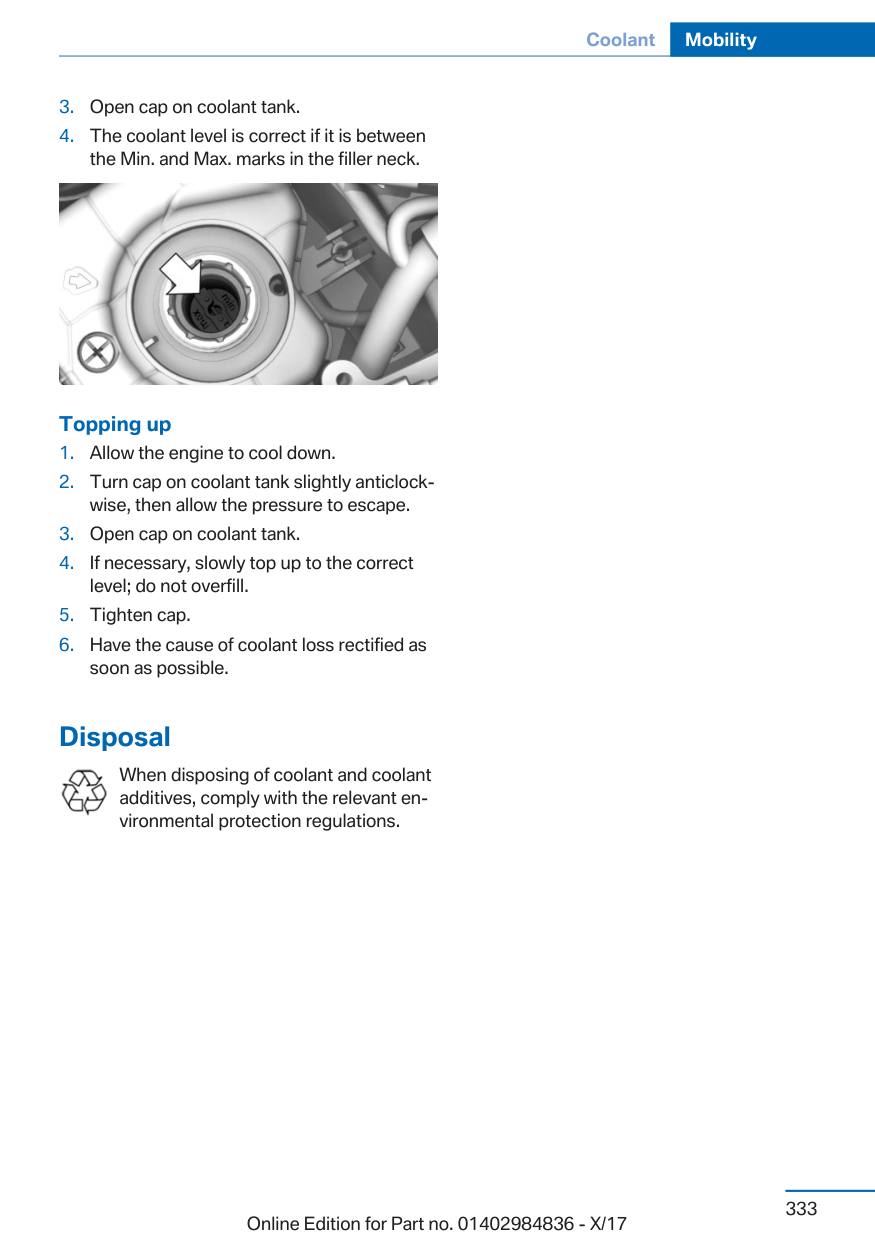 Coolant Mobility
3. Open cap on coolant tank.
4. The coolant level is correct if it is between
the Min. and Max. marks in the filler neck.
min
max
Topping up
1. Allow the engine to cool down.
2. Turn cap on coolant tank slightly anticlock-
wise, then allow the pressure to escape.
3. Open cap on coolant tank.
4. If necessary, slowly top up to the correct
level; do not overfill.
5. Tighten cap.
6. Have the cause of coolant loss rectified as
soon as possible.
Disposal
When disposing of coolant and coolant
additives, comply with the relevant en-
vironmental protection regulations.
333
Online Edition for Part no. 01402984836 - X/17